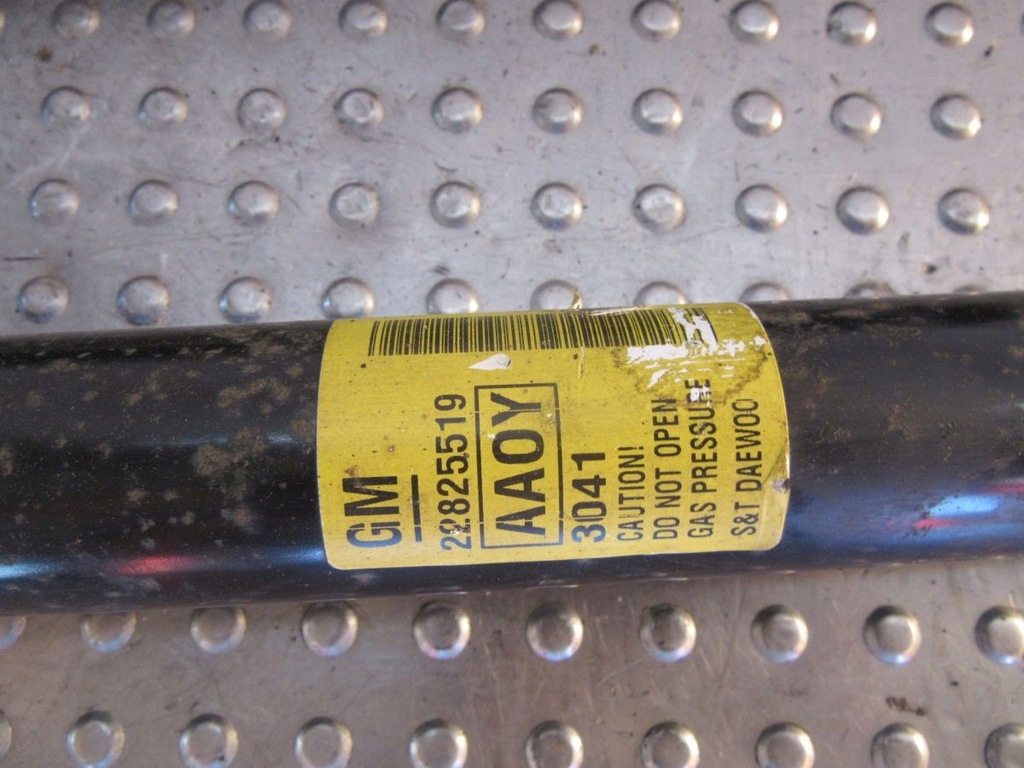 GM
22825519
AAOY
3041
CAUTION!
DO NOT OPEN
GAS PRESSURE
S&T DAEWOO